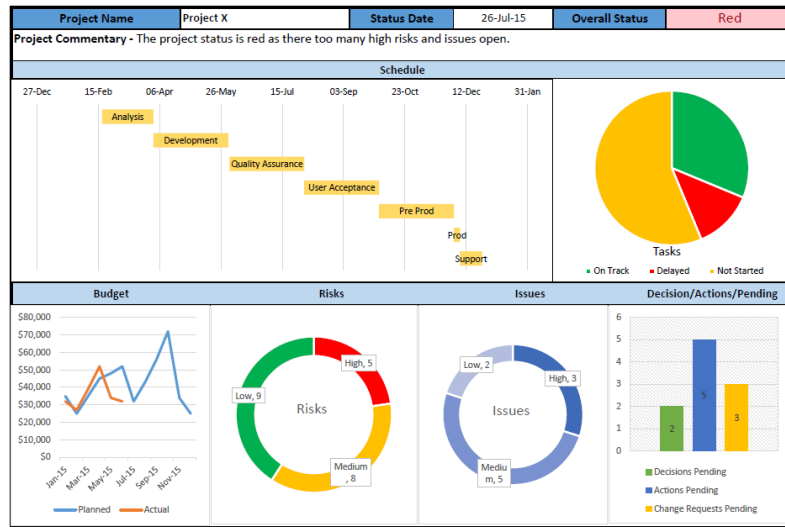 Project Name Project X Status Date 26-Jul-15 Overall Status Red
Project Commentary - The project status is red as there too many high risks and issues open.
Schedule
27-Dec 15-Feb 06-Apr 26-May 15-Jul 03-Sep 23-Oct 12-Dec 31-Jan
Analysis
Development
Quality Assurance
User Acceptance
Pre Prod
Prod
Support
Tasks
On Track Delayed Not Started
Budget
$80,000
$70,000
$60,000
$50,000
$40,000
$30,000
$20,000
$10,000
$0
Jan-15 Mar-15 May-15 Jul-15 Sep-15 Nov-15
Planned Actual
Risks
High, 5
Low, 9
Risks
Medium
, 8
Issues
Low, 2
High, 3
Issues
Mediu
m, 5
Decision/Actions/Pending
6
5
4
3
2
1
0
2
5
3
Decisions Pending
Actions Pending
Change Requests Pending